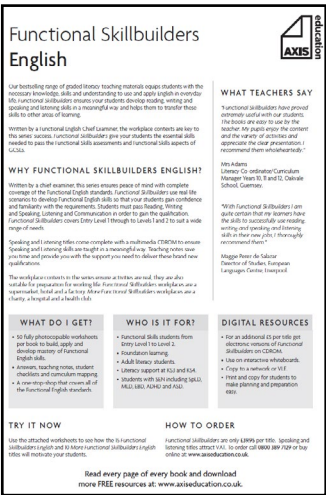 Functional Skillbuilders
English
AXIS
education
Our bestselling range of graded literacy teaching materials equips students with the
necessary knowledge, skills and understanding to use and apply English in everyday
life. Functional Skillbuilders ensures your students develop reading, writing and
speaking and listening skills in a meaningful way and helps them to transfer these
skills to other areas of learning.
Written by a Functional English Chief Examiner, the workplace contexts are key to
this series' success. Functional Skillbuilders give your students the essential skills
needed to pass the Functional Skills assessments and Functional Skills aspects of
GCSEs.
WHY FUNCTIONAL SKILLBUILDERS ENGLISH?
Written by a chief examiner, this series ensures peace of mind with complete
coverage of the Functional English standards. Functional Skillbuilders use real life
scenarios to develop Functional English skills so that your students gain confidence
and familiarity with the requirements. Students must pass Reading, Writing
and Speaking, Listening and Communication in order to gain the qualification.
Functional Skillbuilders covers Entry Level 1 through to Levels 1 and 2 to suit a wide
range of needs.
Speaking and Listening titles come complete with a multimedia CDROM to ensure
Speaking and Listening skills are taught in a meaningful way. Teaching notes save
you time and provide you with the support you need to deliver these brand new
qualifications.
The workplace contexts in the series ensure activities are real; they are also
suitable for preparation for working life. Functional Skillbuilders workplaces are a
supermarket, hotel and a factory. More Functional Skillbuilders workplaces are a
charity, a hospital and a health club.
WHAT TEACHERS SAY
"Functional Skillbuilders have proved
extremely useful with our students.
The books are easy to use by the
teacher. My pupils enjoy the content
and the variety of activities and
appreciate the clear presentation. I
recommend them wholeheartedly."
Mrs Adams
Literacy Co-ordinator/Curriculum
Manager Years 10, 11 and 12, Oakvale
School, Guernsey.
"With Functional Skillbuilders I am
quite certain that my learners have
the skills to successfully use reading,
writing and speaking and listening
skills in their new jobs, I thoroughly
recommend them."
Maggie Perez de Salazar
Director of Studies, European
Languages Centre, Liverpool.
WHAT DO I GET?
• 50 fully photocopiable worksheets
per book to build, apply and
develop mastery of Functional
English skills.
• Answers, teaching notes, student
checklists and curriculum mapping.
• A one-stop-shop that covers all of
the Functional English standards.
WHO IS IT FOR?
• Functional Skills students from
Entry Level 1 to Level 2.
• Foundation learning.
• Adult literacy students.
• Literacy support at KS3 and KS4.
• Students with SEN including SpLD,
MLD, EBD, ADHD and ASD.
DIGITAL RESOURCES
• For an additional £5 per title get
electronic versions of Functional
Skillbuilders on CDROM.
• Use on interactive whiteboards.
• Copy to a network or VLE.
• Print and copy for students to
make planning and preparation
easy.
TRY IT NOW
Use the attached worksheets to see how the
Functional
Skillbuilders English and More Functional Skillbuilders English
titles will motivate your students.
HOW TO ORDER
Functional Skillbuilders are only per title. Speaking and
listening titles attract VAT. To order call 0800 389 7129 or buy
online at: www.axiseducation.co.uk.
Read every page of every book and download
more FREE resources at: www.axiseducation.co.uk.